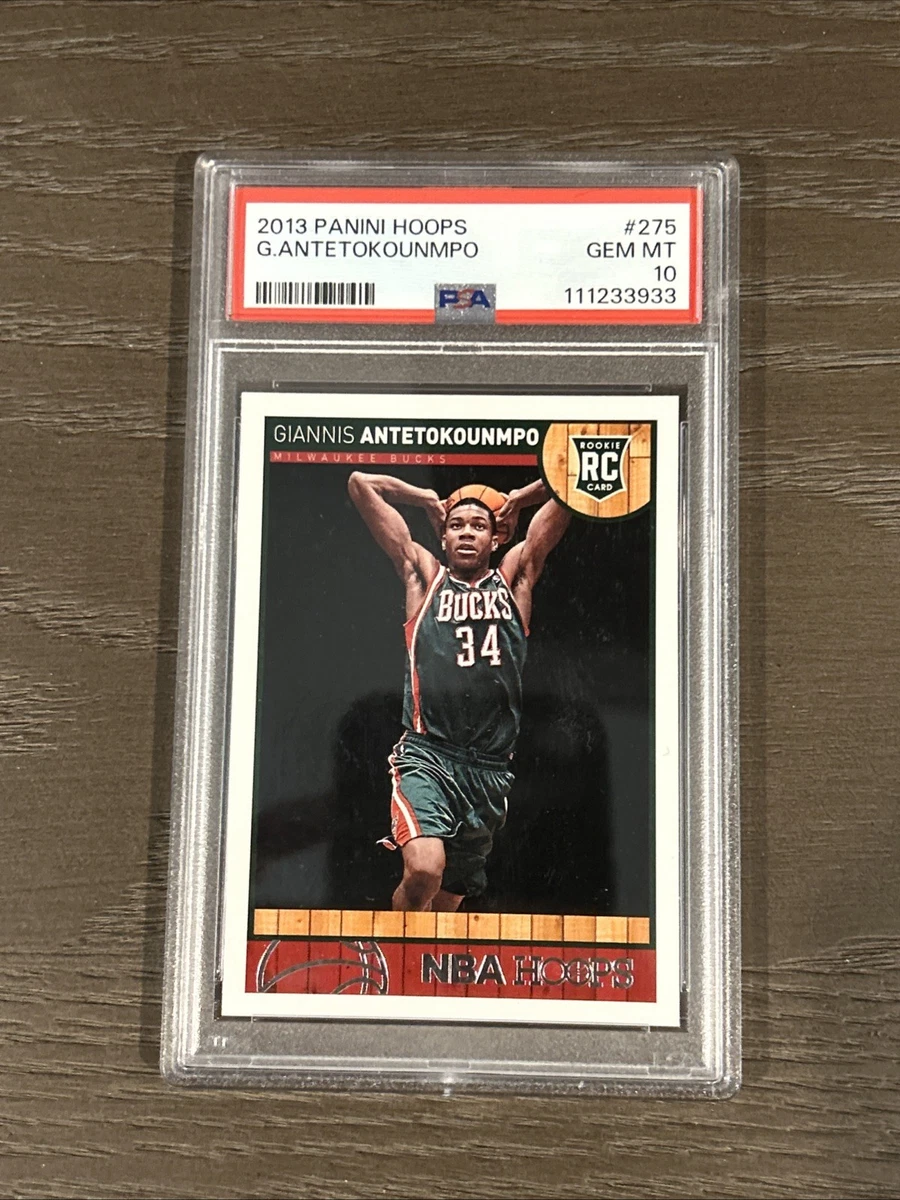 2013 PANINI HOOPS #275
G.ANTETOKOUNMPO GEM MT
10
PSA 111233933
GIANNIS ANTETOKOUNMPO
MILWAUKEE BUCKS
ROOKIE
RC
CARD
BUCKS
34
NBA HOOPS